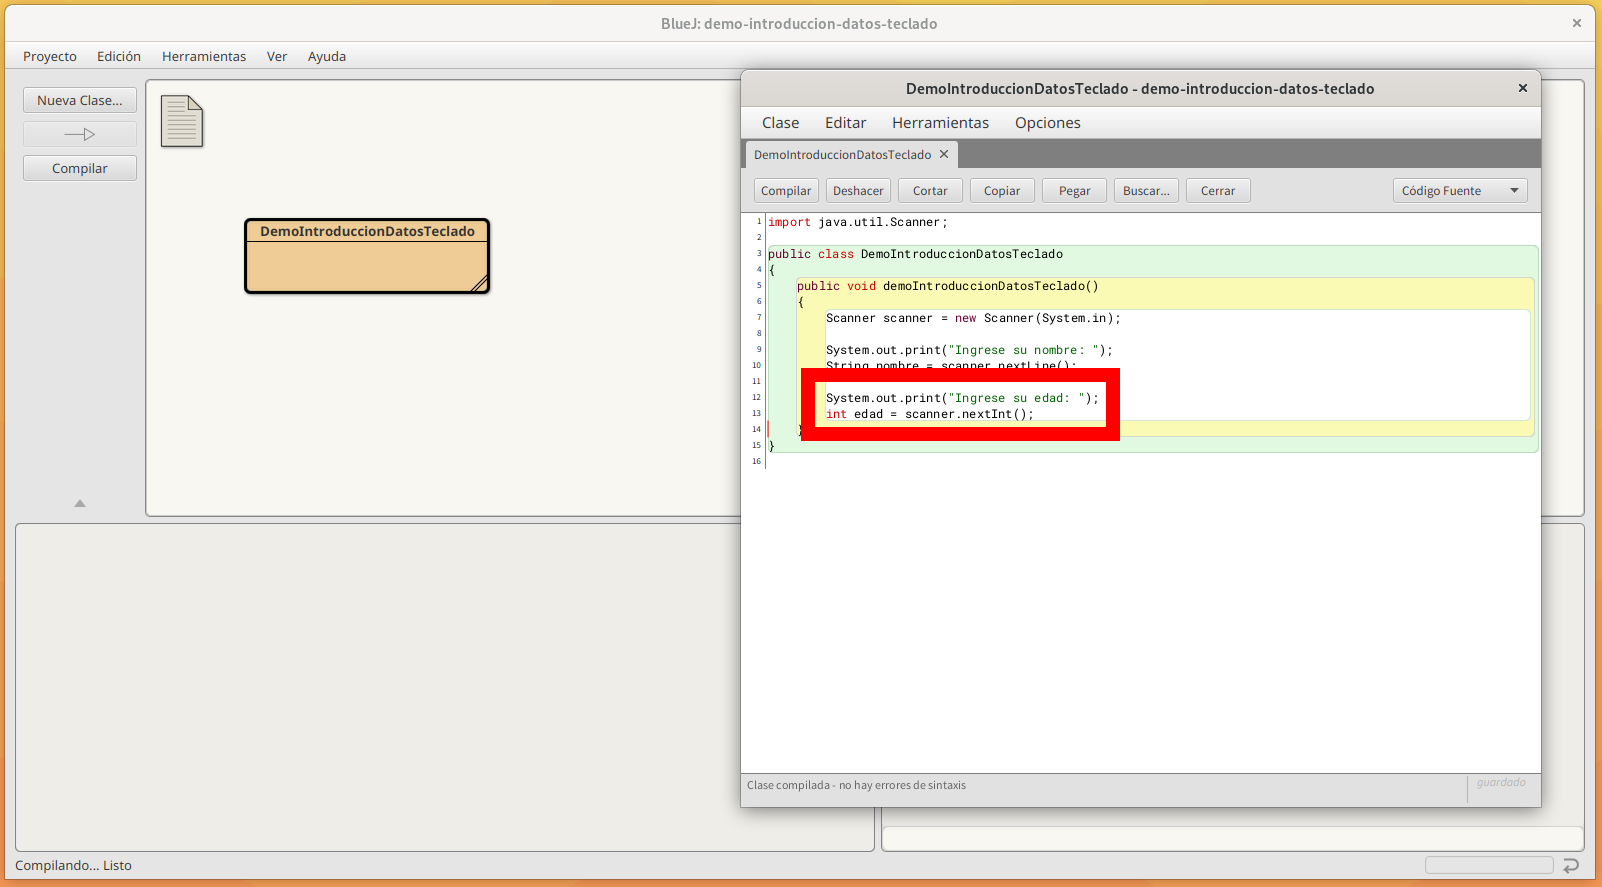 BlueJ: demo-introduccion-datos-teclado
Proyecto Edición Herramientas Ver Ayuda
Nueva Clase...
Compilar
DemoIntroduccionDatosTeclado
DemoIntroduccionDatosTeclado - demo-introduccion-datos-teclado
Clase Editar Herramientas Opciones
DemoIntroduccionDatosTeclado
Compilar Deshacer Cortar Copiar Pegar Buscar... Cerrar Código Fuente
1 import java.util.Scanner;
2
3 public class DemoIntroduccionDatosTeclado
4 {
5 public void demoIntroduccionDatosTeclado()
6 {
7 Scanner scanner = new Scanner(System.in);
8
9 System.out.print("Ingrese su nombre: ");
10 String nombre = scanner.nextLine();
11
12 System.out.print("Ingrese su edad: ");
13 int edad = scanner.nextInt();
14 }
15 }
16
Clase compilada - no hay errores de sintaxis
guardado
Compilando... Listo